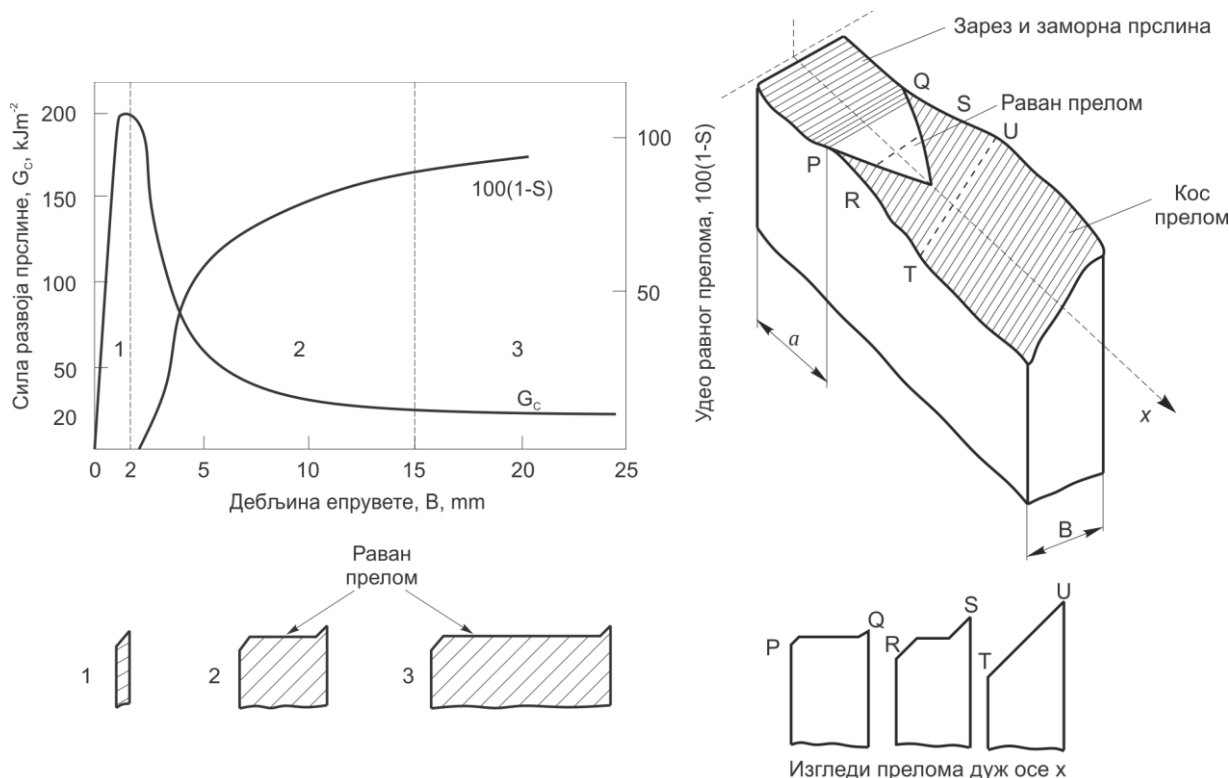 Сила развоја прслине, G_C, kJm⁻²
200
150
100
50
20
0
2
5
10
15
20
25
1
2
3
100(1-S)
G_C
100
50
Удео равног прелома, 100(1-S)
Дебљина епрувете, B, mm
Раван
прелом
1
2
3
Зарез и заморна прслина
Q
S
Раван прелом
U
P
R
T
Кос
прелом
a
x
B
P
Q
R
S
T
U
Изгледи прелома дуж осе x